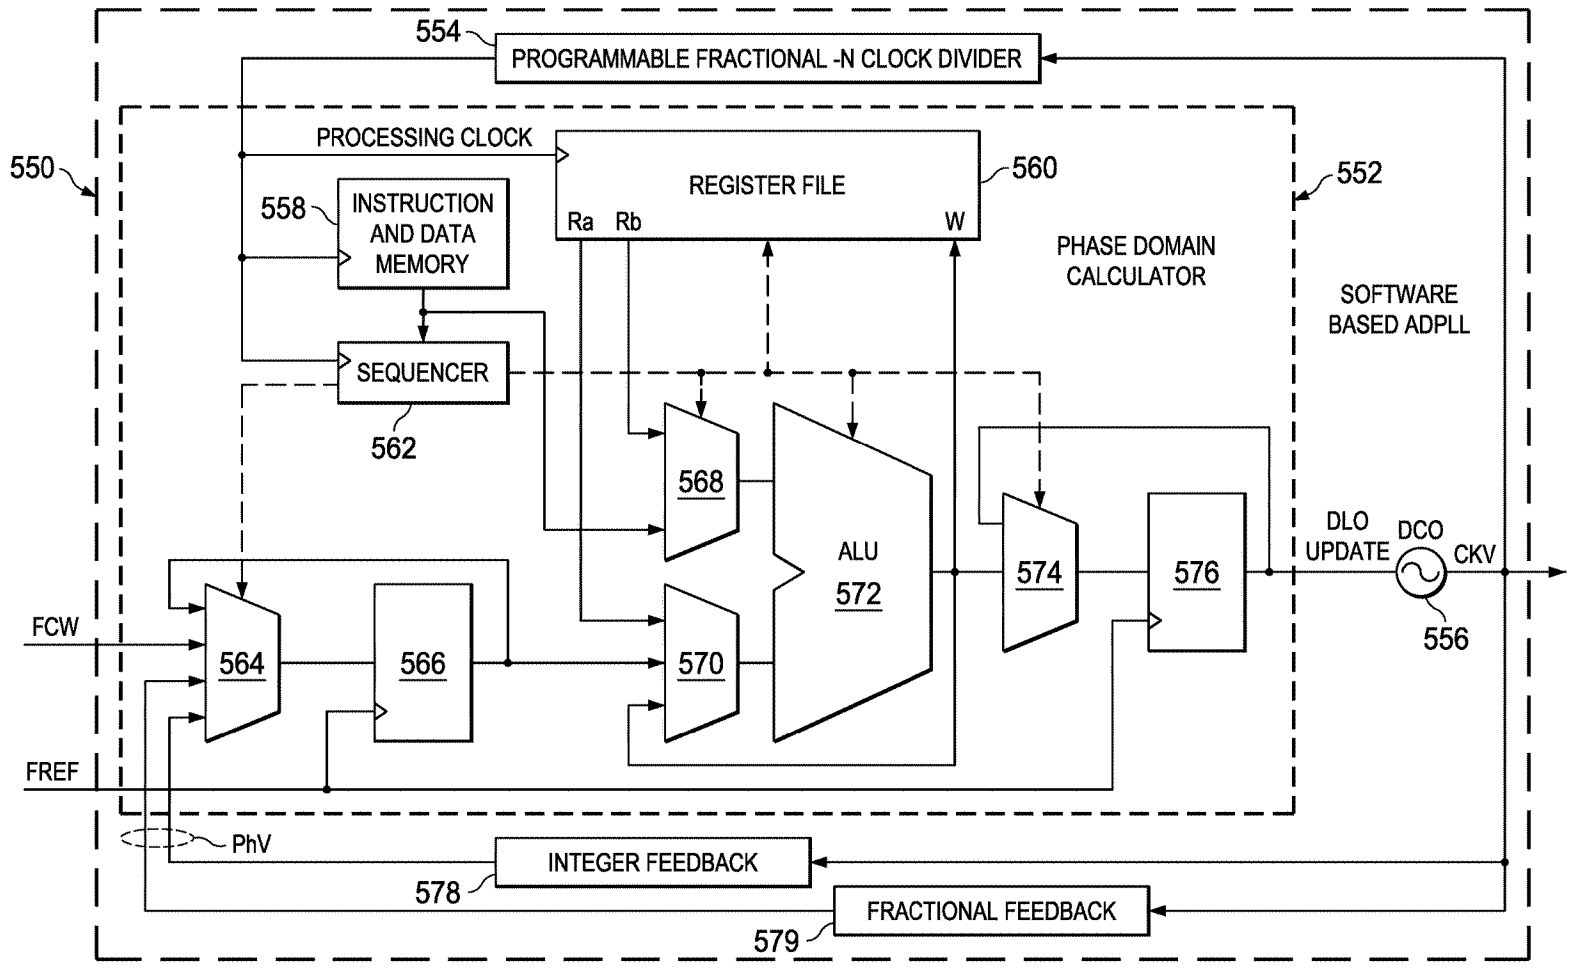 554
PROGRAMMABLE FRACTIONAL -N CLOCK DIVIDER
550
PROCESSING CLOCK
REGISTER FILE
Ra
Rb
W
560
552
558
INSTRUCTION
AND DATA
MEMORY
PHASE DOMAIN
CALCULATOR
SOFTWARE
BASED ADPLL
SEQUENCER
562
568
ALU
572
574
576
DLO
UPDATE
DCO
CKV
556
FCW
564
566
570
FREF
PhV
INTEGER FEEDBACK
578
FRACTIONAL FEEDBACK
579